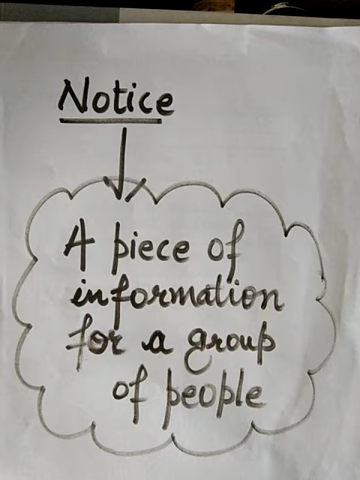 Notice
A piece of
information
for a group
of people